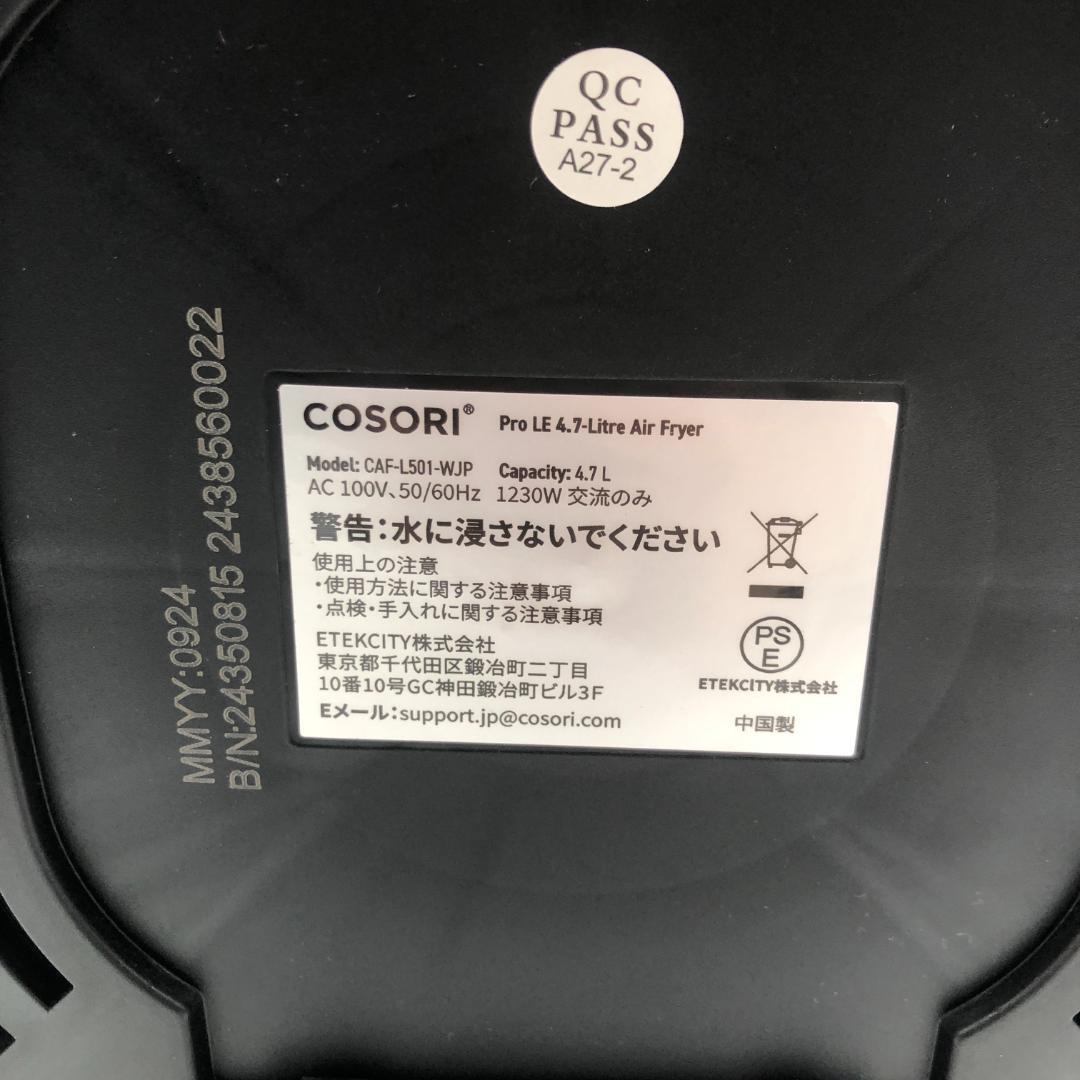 QC
PASS
A27-2
MMYY:0924
B/N:24350815 2438560022
COSORI® Pro LE 4.7-Litre Air Fryer
Model: CAF-L501-WJP Capacity: 4.7 L
AC 100V、50/60Hz 1230W 交流のみ
警告：水に浸さないでください
使用上の注意
・使用方法に関する注意事項
・点検・手入れに関する注意事項
ETEKCITY株式会社
東京都千代田区鍛冶町二丁目
10番10号GC神田鍛冶町ビル3F
Eメール：support.jp@cosori.com
PS
E
ETEKCITY株式会社
中国製